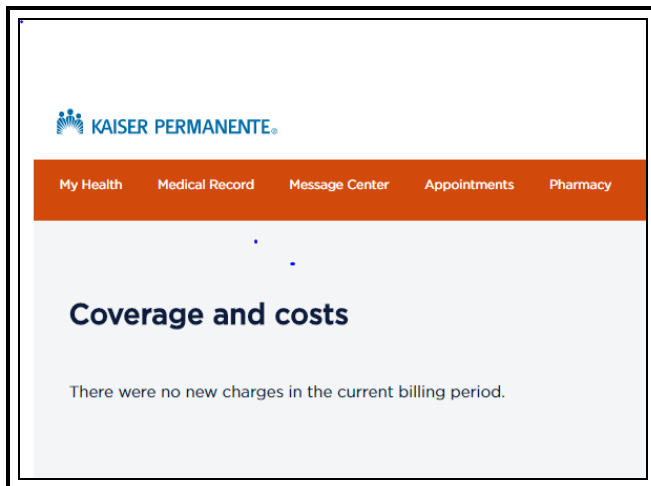 KAISER PERMANENTE®
My Health Medical Record Message Center Appointments Pharmacy
Coverage and costs
There were no new charges in the current billing period.